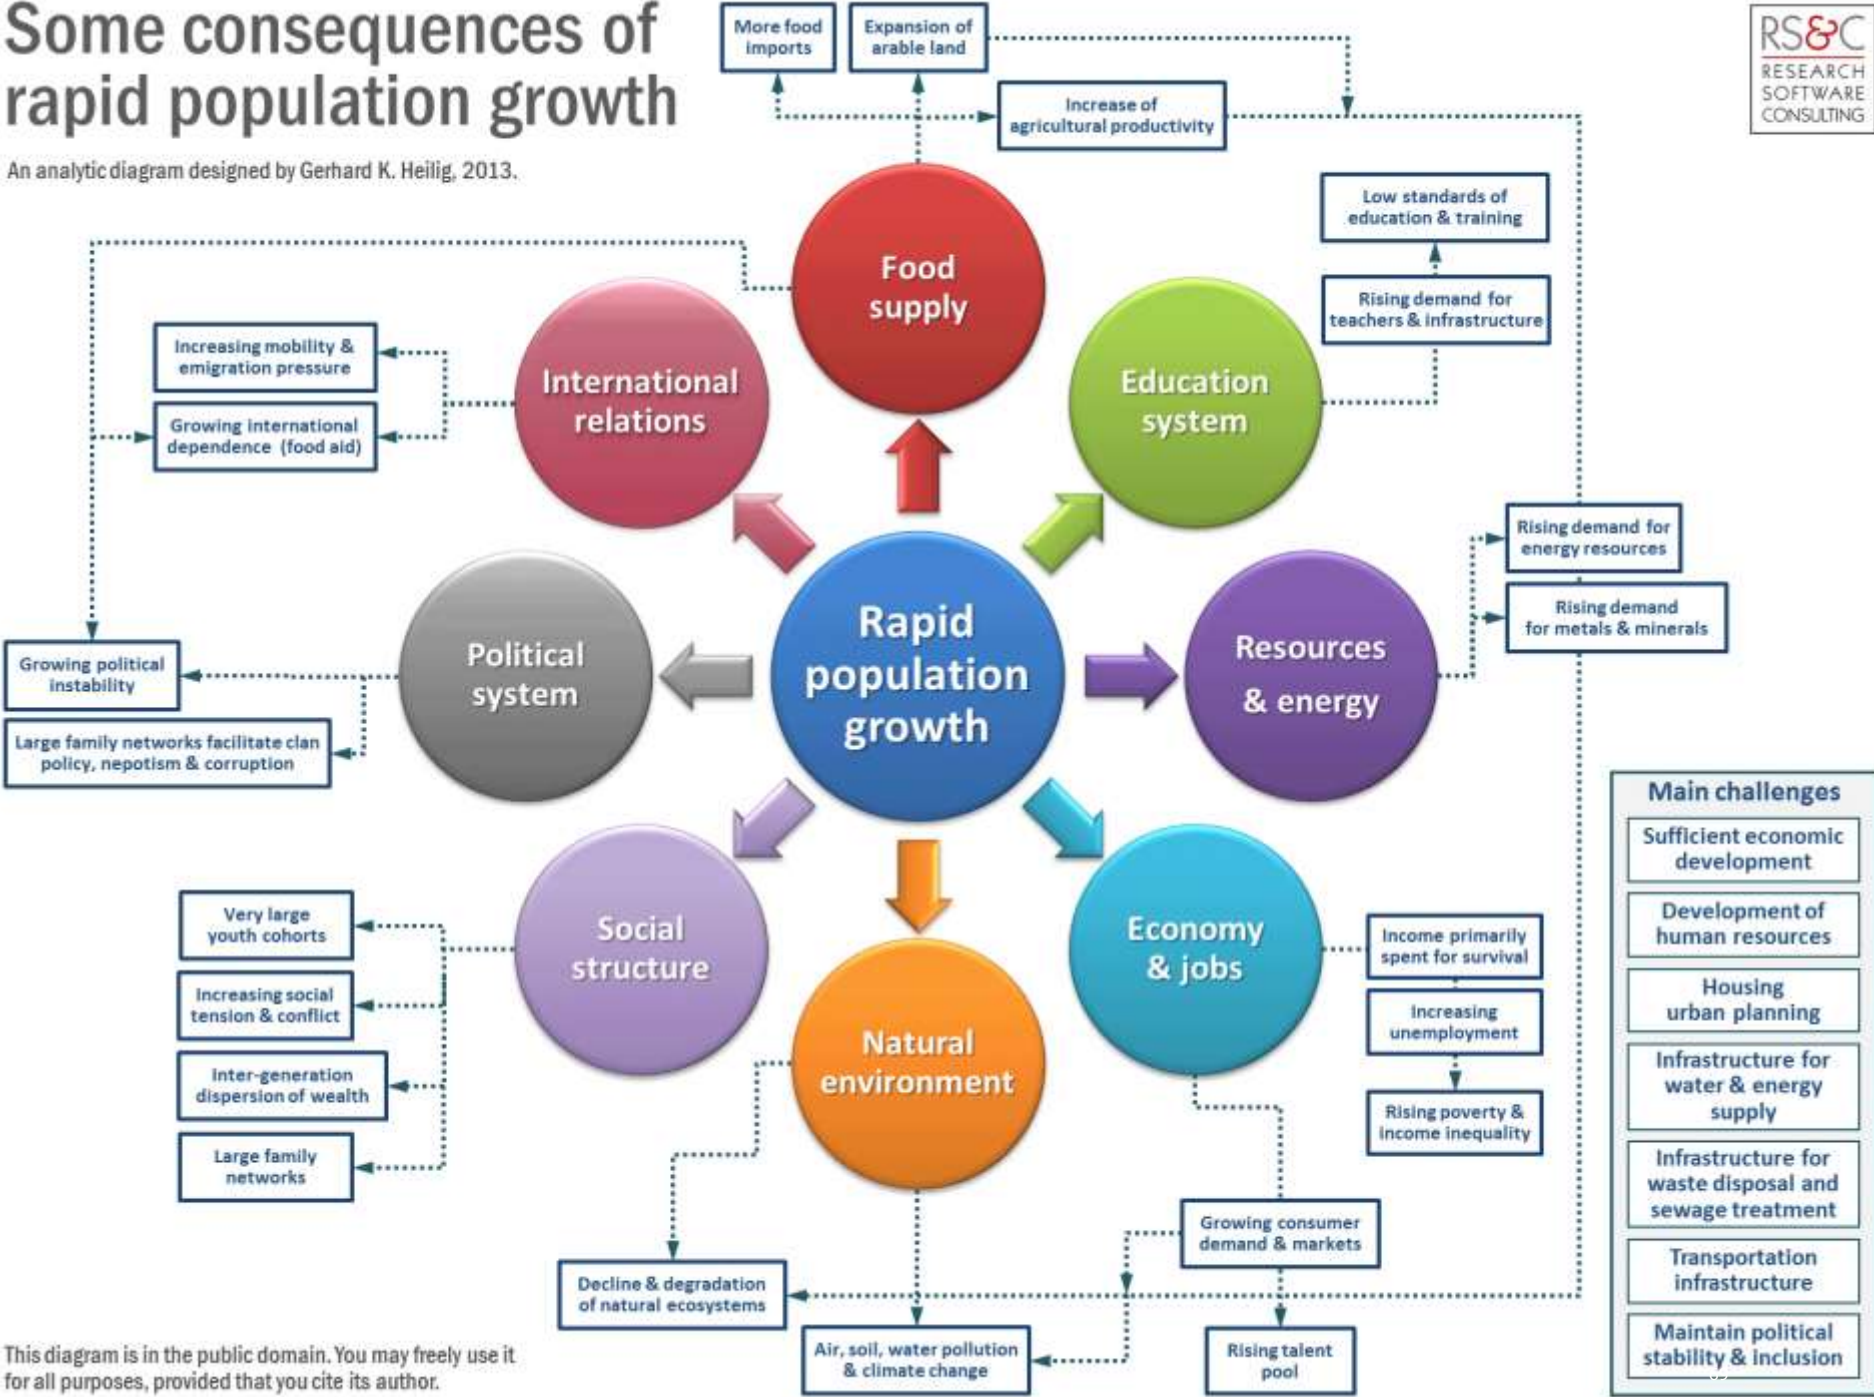 Some consequences of
rapid population growth
An analytic diagram designed by Gerhard K. Heilig, 2013.
RS&C
RESEARCH
SOFTWARE
CONSULTING
More food
imports
Expansion of
arable land
Increase of
agricultural productivity
Low standards of
education & training
Rising demand for
teachers & infrastructure
Food
supply
International
relations
Education
system
Increasing mobility &
emigration pressure
Growing international
dependence (food aid)
Rising demand for
energy resources
Rising demand
for metals & minerals
Rapid
population
growth
Political
system
Resources
& energy
Growing political
instability
Large family networks facilitate clan
policy, nepotism & corruption
Social
structure
Economy
& jobs
Natural
environment
Very large
youth cohorts
Increasing social
tension & conflict
Inter-generation
dispersion of wealth
Large family
networks
Income primarily
spent for survival
Increasing
unemployment
Rising poverty &
income inequality
Growing consumer
demand & markets
Decline & degradation
of natural ecosystems
Air, soil, water pollution
& climate change
Rising talent
pool
Main challenges
Sufficient economic
development
Development of
human resources
Housing
urban planning
Infrastructure for
water & energy
supply
Infrastructure for
waste disposal and
sewage treatment
Transportation
infrastructure
Maintain political
stability & inclusion
This diagram is in the public domain. You may freely use it
for all purposes, provided that you cite its author.